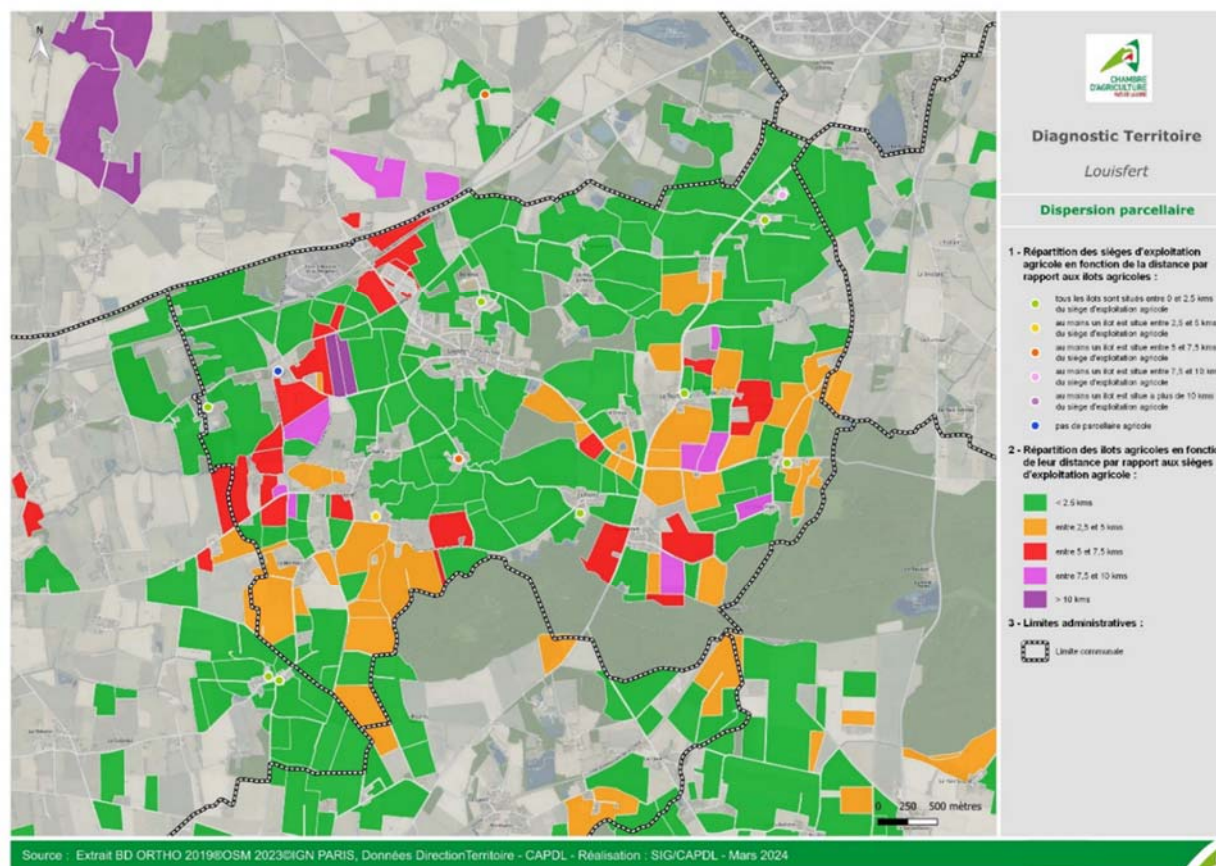 N
CHAMBRE
D'AGRICULTURE
PAYS DE LA LOIRE
Diagnostic Territoire
Louisfert
Dispersion parcellaire
1 - Répartition des sièges d'exploitation
agricole en fonction de la distance par
rapport aux ilots agricoles :
tous les ilots sont situés entre 0 et 2.5 kms
du siège d'exploitation agricole
au moins un ilot est situé entre 2,5 et 5 kms
du siège d'exploitation agricole
au moins un ilot est situé entre 5 et 7,5 kms
du siège d'exploitation agricole
au moins un ilot est situé entre 7,5 et 10 km
du siège d'exploitation agricole
au moins un ilot est situé à plus de 10 kms
du siège d'exploitation agricole
pas de parcellaire agricole
2 - Répartition des ilots agricoles en fonctio
de leur distance par rapport aux sièges
d'exploitation agricole :
< 2.5 kms
entre 2,5 et 5 kms
entre 5 et 7,5 kms
entre 7,5 et 10 kms
> 10 kms
3 - Limites administratives :
Limite communale
0 250 500 mètres
Source : Extrait BD ORTHO 2019®OSM 2023©IGN PARIS, Données DirectionTerritoire - CAPDL - Réalisation : SIG/CAPDL - Mars 2024